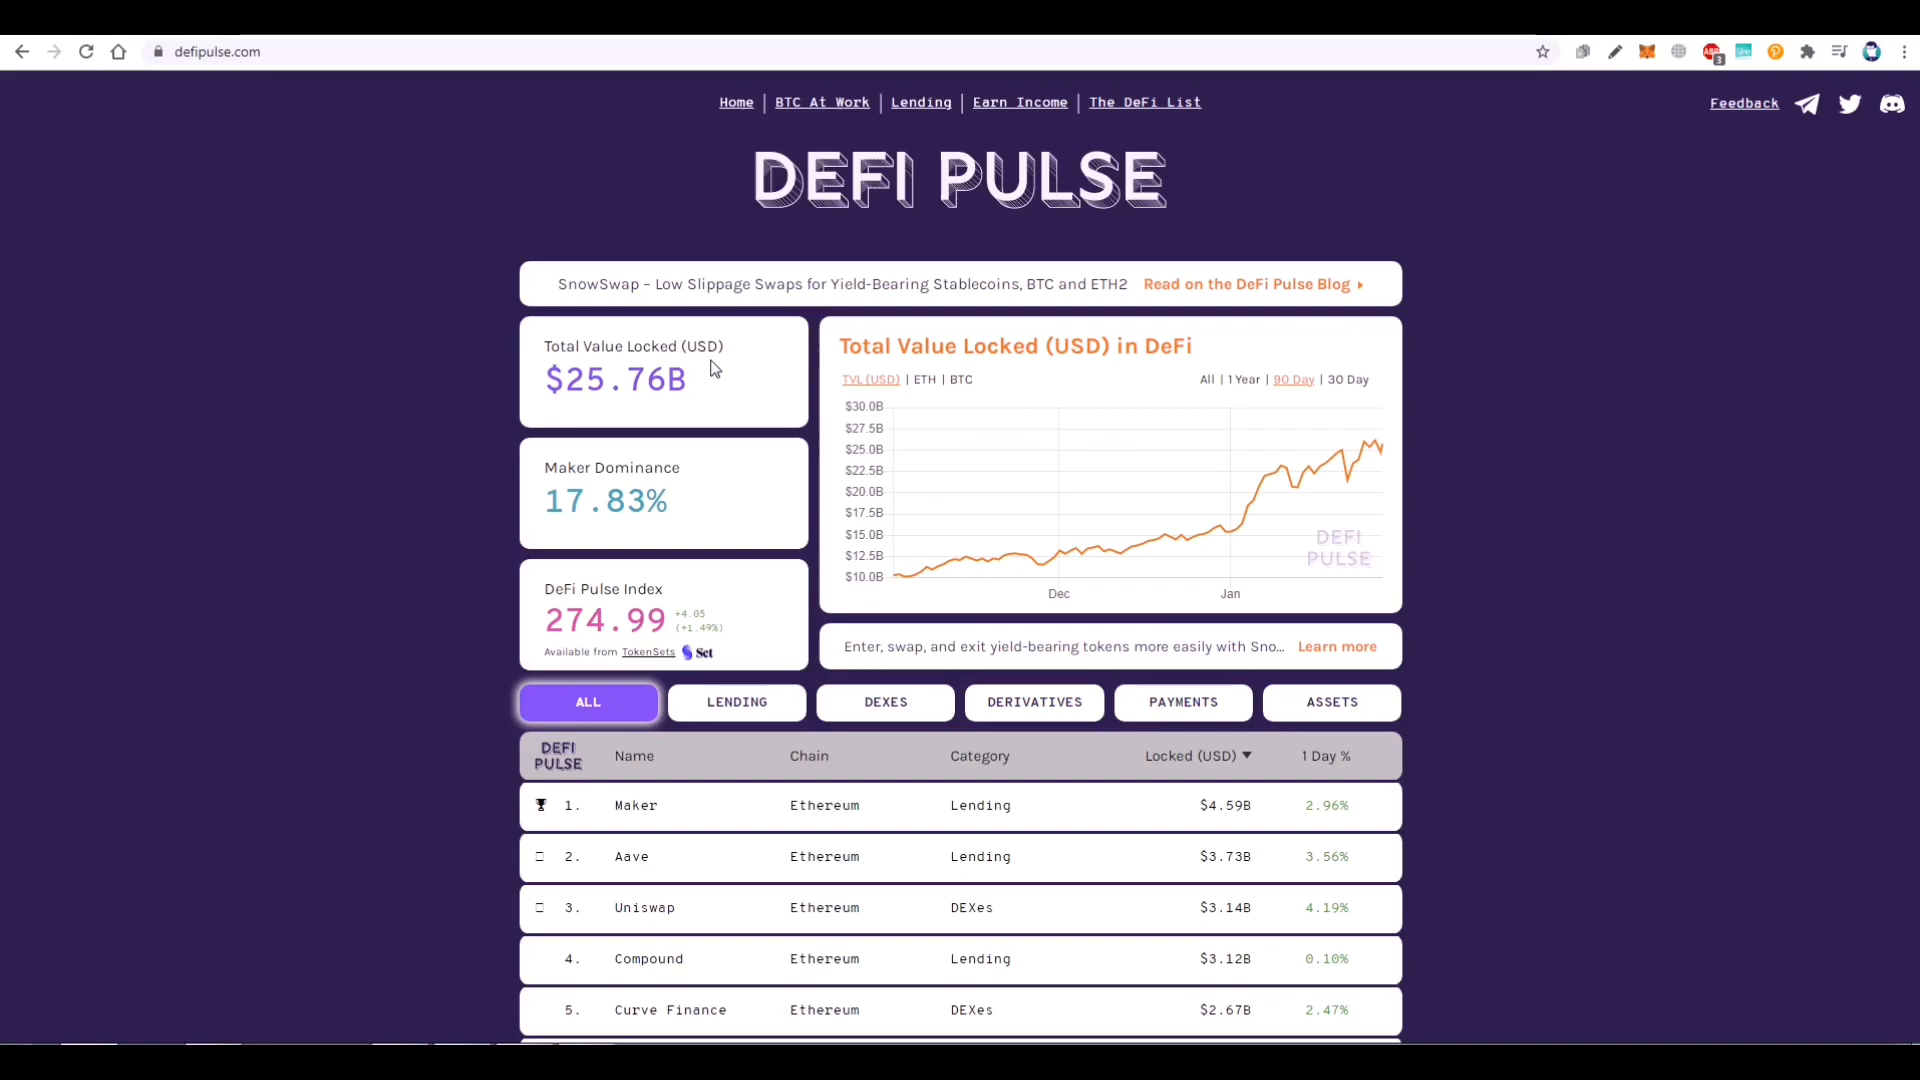 defipulse.com
ABP
3
Home | BTC At Work | Lending | Earn Income | The DeFi List
Feedback
DEFI PULSE
SnowSwap – Low Slippage Swaps for Yield-Bearing Stablecoins, BTC and ETH2 Read on the DeFi Pulse Blog
Total Value Locked (USD)
$25.76B
Maker Dominance
17.83%
DeFi Pulse Index
274.99 +4.05
(+1.49%)
Available from TokenSets Set
Total Value Locked (USD) in DeFi
TVL (USD) | ETH | BTC
All | 1 Year | 90 Day | 30 Day
$30.0B
$27.5B
$25.0B
$22.5B
$20.0B
$17.5B
$15.0B
$12.5B
$10.0B
Dec Jan
DEFI
PULSE
Enter, swap, and exit yield-bearing tokens more easily with Sno... Learn more
ALL LENDING DEXES DERIVATIVES PAYMENTS ASSETS
DEFI
PULSE
Name Chain Category Locked (USD) 1 Day %
1. Maker Ethereum Lending $4.59B 2.96%
2. Aave Ethereum Lending $3.73B 3.56%
3. Uniswap Ethereum DEXes $3.14B 4.19%
4. Compound Ethereum Lending $3.12B 0.10%
5. Curve Finance Ethereum DEXes $2.67B 2.47%